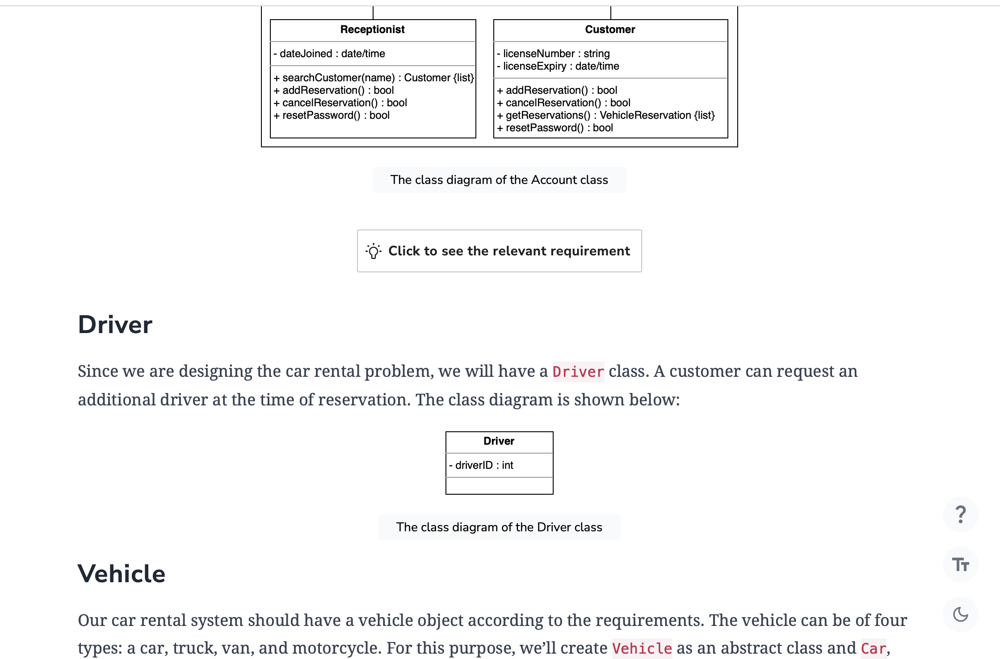 Receptionist
- dateJoined : date/time
+ searchCustomer(name) : Customer {list}
+ addReservation() : bool
+ cancelReservation() : bool
+ resetPassword() : bool
Customer
- licenseNumber : string
- licenseExpiry : date/time
+ addReservation() : bool
+ cancelReservation() : bool
+ getReservations() : VehicleReservation {list}
+ resetPassword() : bool
The class diagram of the Account class
Click to see the relevant requirement
Driver
Since we are designing the car rental problem, we will have a Driver class. A customer can request an
additional driver at the time of reservation. The class diagram is shown below:
Driver
- driverID : int
The class diagram of the Driver class
?
Tт
Vehicle
Our car rental system should have a vehicle object according to the requirements. The vehicle can be of four
types: a car, truck, van, and motorcycle. For this purpose, we’ll create Vehicle as an abstract class and Car,